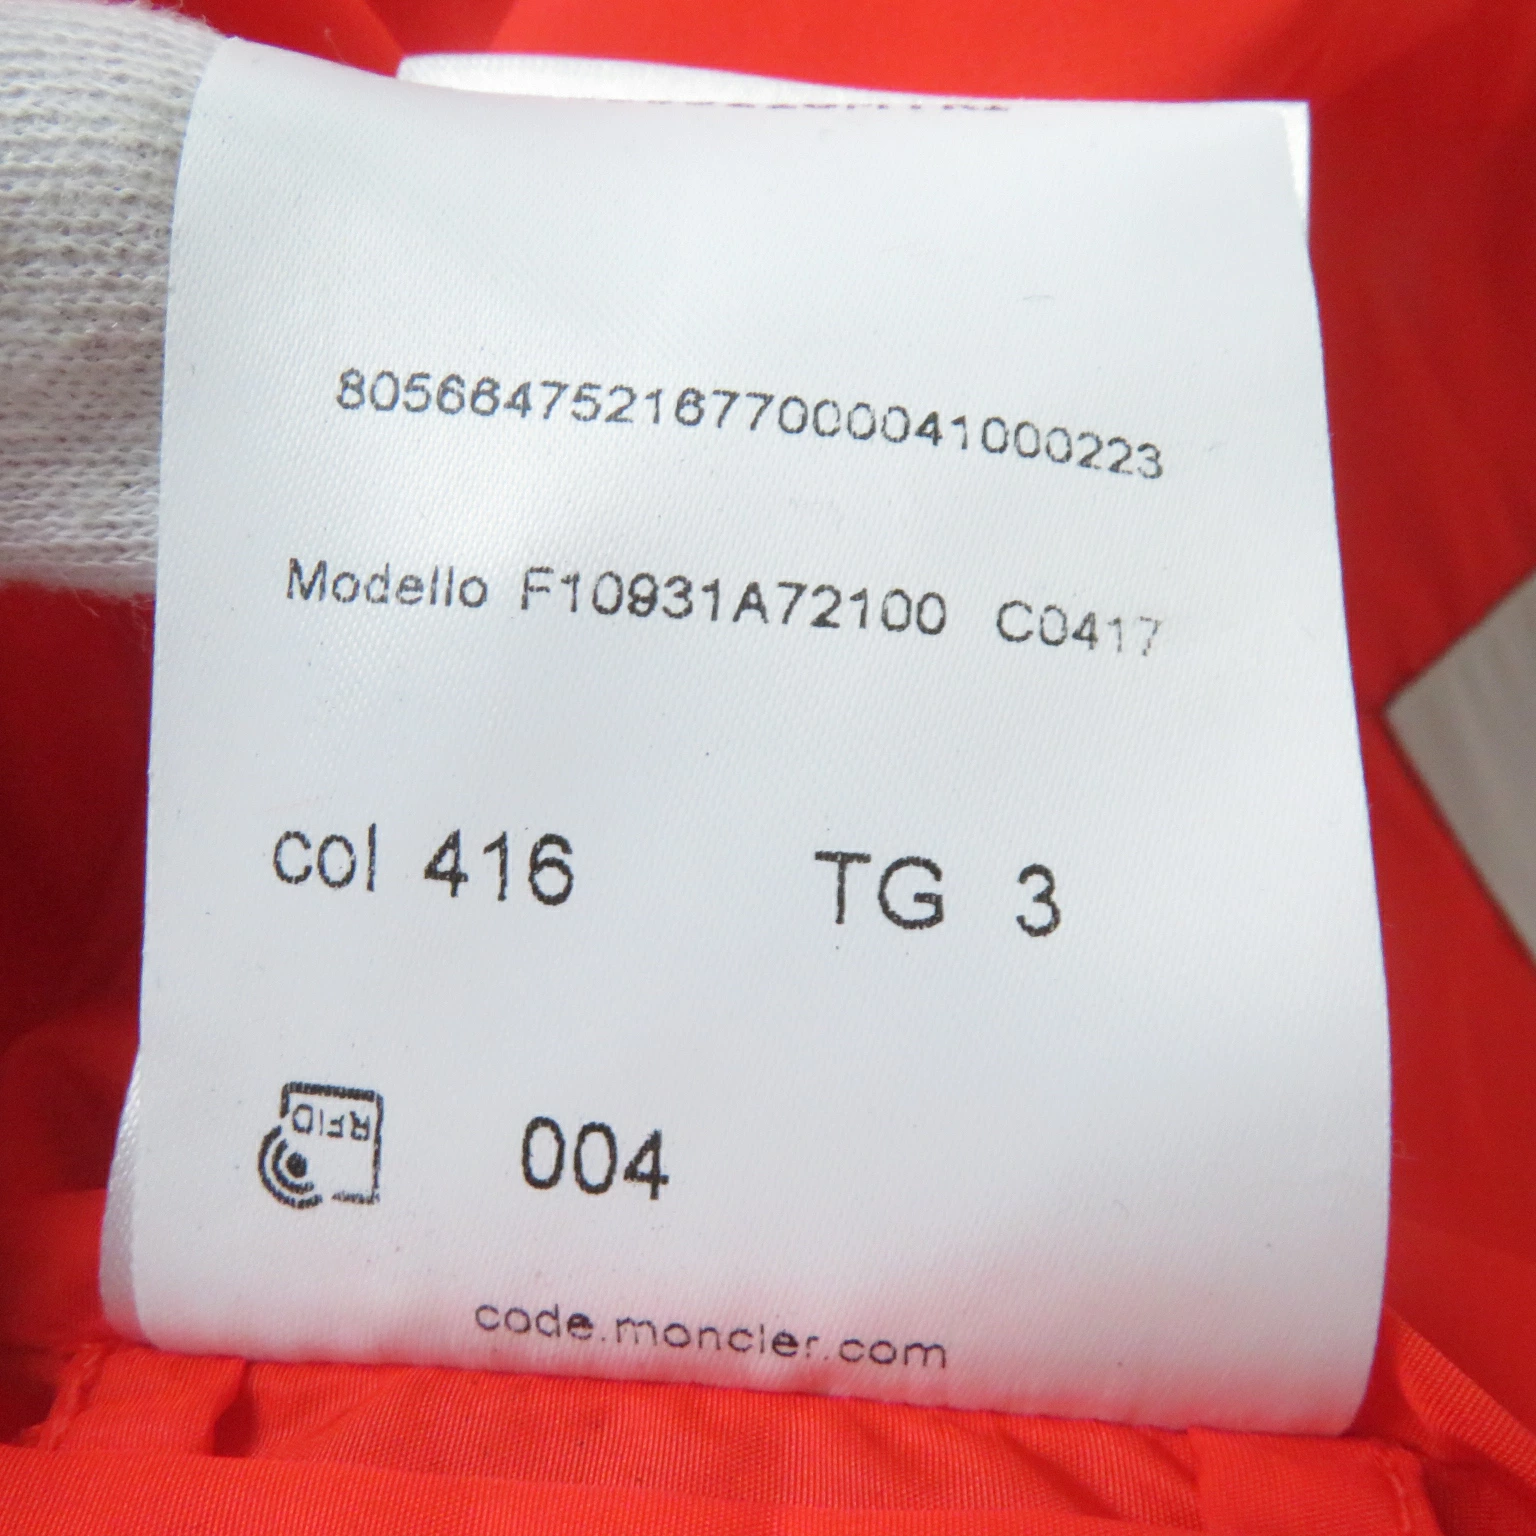 8056647521677000041000223
Modello F10931A72100 C0417
col 416 TG 3
RFID 004
code.moncler.com